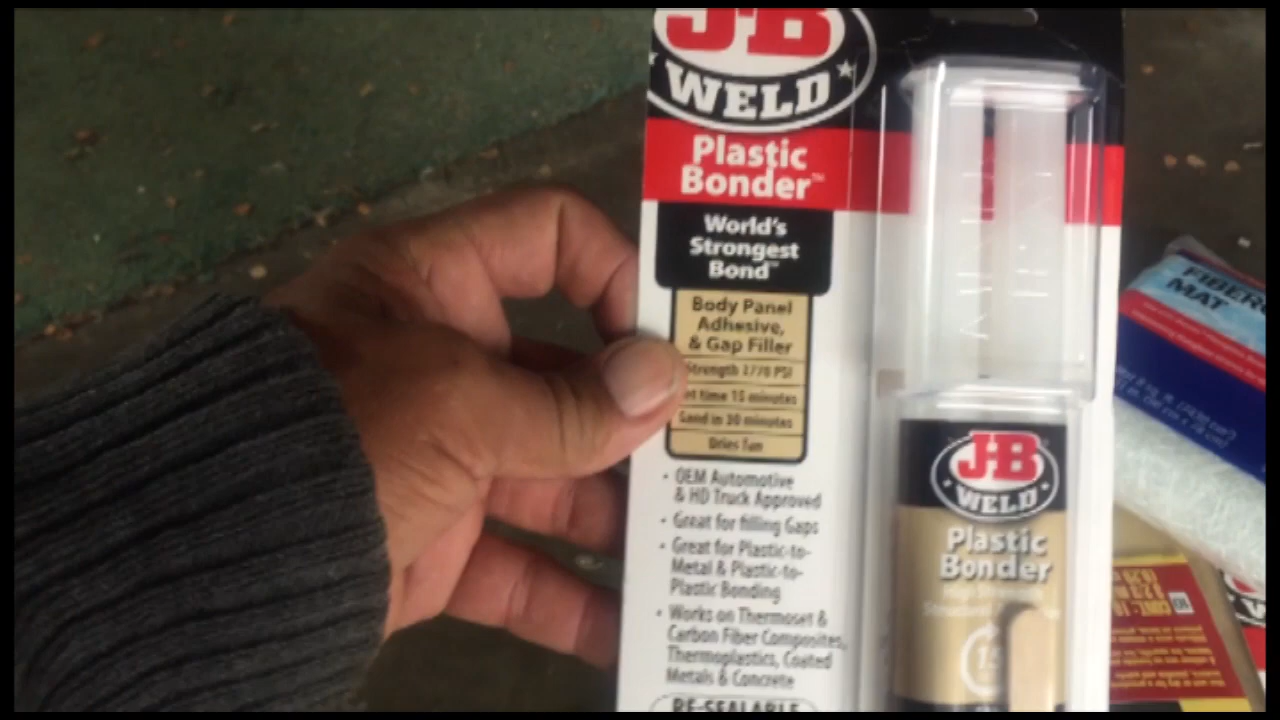 J-B
WELD
Plastic
Bonder™
World's
Strongest
Bond™
Body Panel
Adhesive,
& Gap Filler
Strength 3770 PSI
Set time 15 minutes
Sand in 30 minutes
Dries Tan
• OEM Automotive
& HD Truck Approved
• Great for filling Gaps
• Great for Plastic-to-
Metal & Plastic-to-
Plastic Bonding
• Works on Thermoset &
Carbon Fiber Composites,
Thermoplastics, Coated
Metals & Concrete
RE-SEALABLE
J-B
WELD
Plastic
Bonder
15
MAT